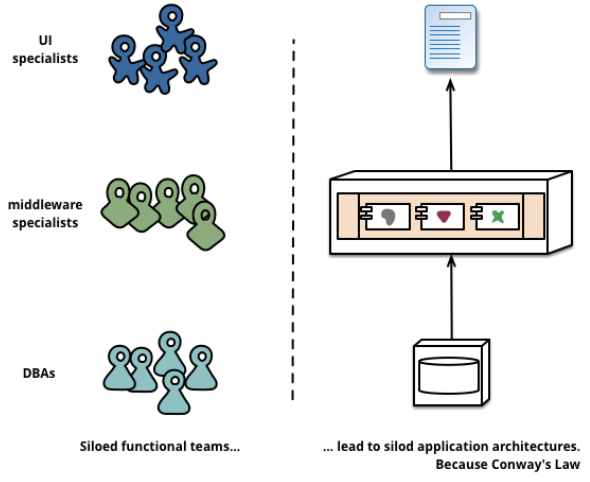 UI
specialists
middleware
specialists
DBAs
Siloed functional teams...
... lead to silod application architectures.
Because Conway's Law